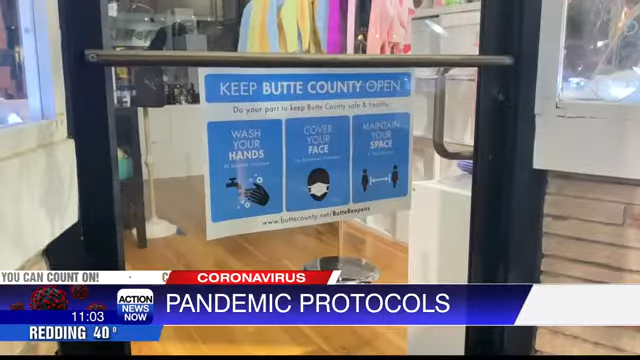 KEEP BUTTE COUNTY OPEN
Do your part to keep Butte County safe & healthy.
WASH
YOUR
HANDS
COVER
YOUR
FACE
MAINTAIN
YOUR
SPACE
www.buttecounty.net/ButteReopens
YOU CAN COUNT ON!
CORONAVIRUS
PANDEMIC PROTOCOLS
11:03
ACTION
NEWS
NOW
REDDING 40°